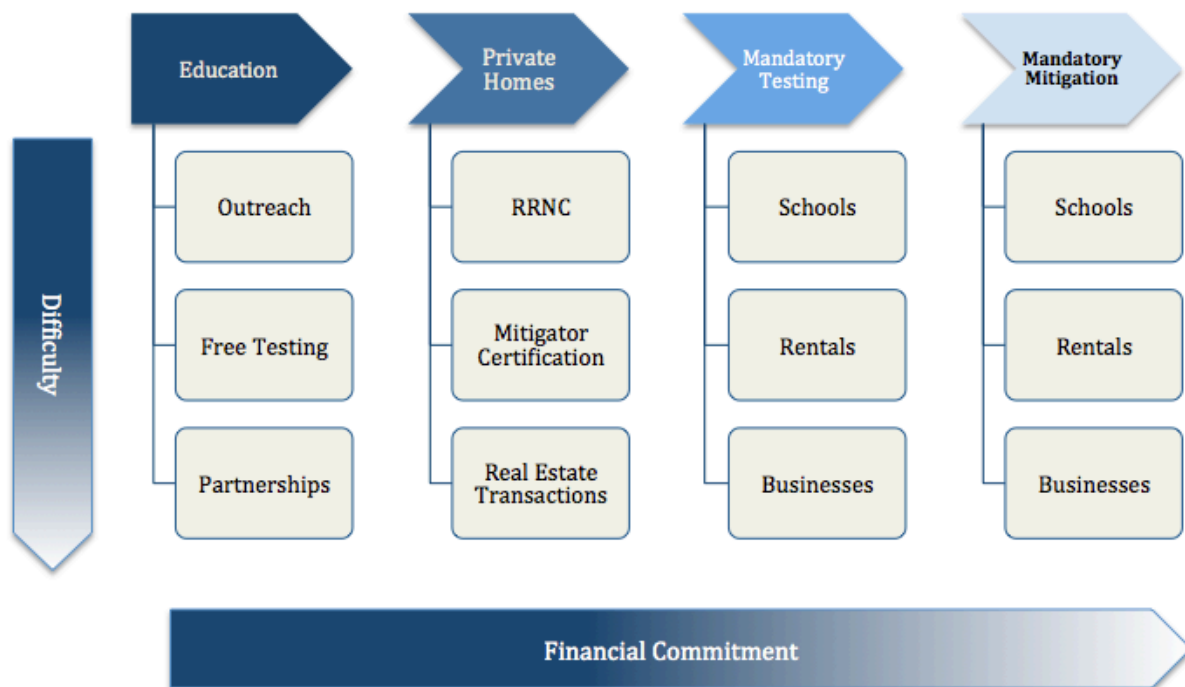 Education
Private
Homes
Mandatory
Testing
Mandatory
Mitigation
Difficulty
Outreach
RRNC
Schools
Schools
Free Testing
Mitigator
Certification
Rentals
Rentals
Partnerships
Real Estate
Transactions
Businesses
Businesses
Financial Commitment